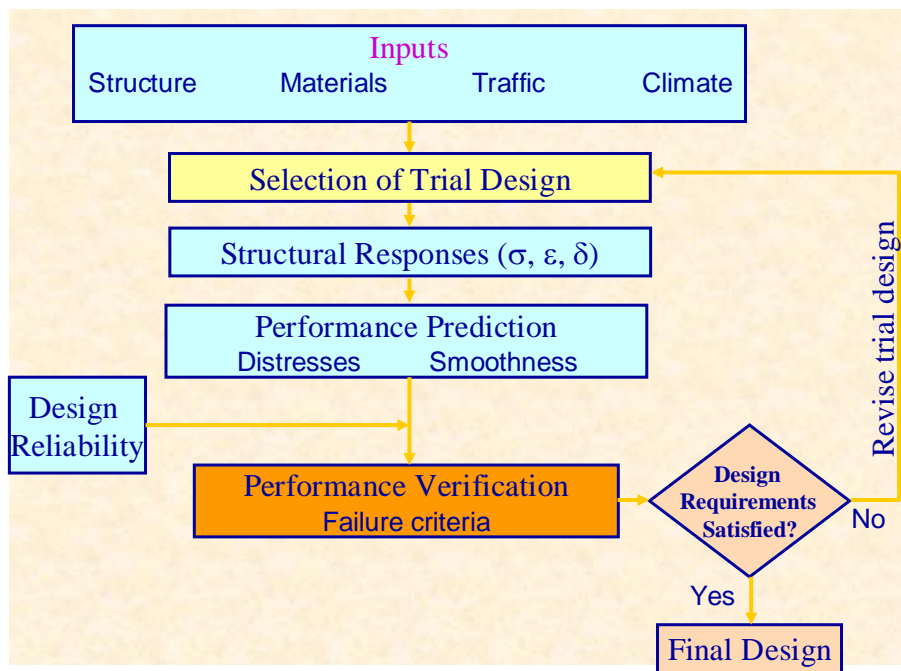 Inputs
Structure Materials Traffic Climate
Selection of Trial Design
Structural Responses (σ, ε, δ)
Performance Prediction
Distresses Smoothness
Design
Reliability
Performance Verification
Failure criteria
Design
Requirements
Satisfied?
No
Revise trial design
Yes
Final Design